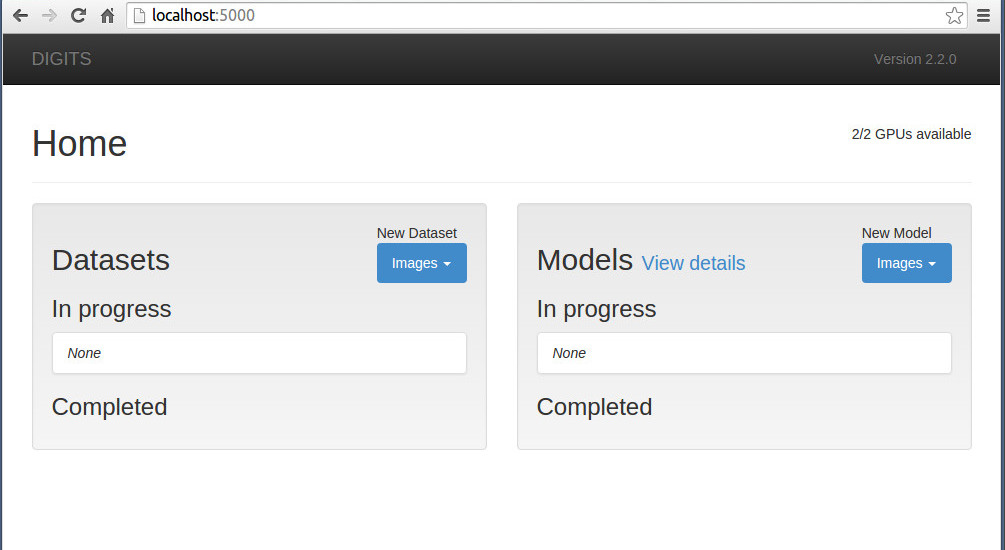 localhost:5000
DIGITS
Version 2.2.0
Home
2/2 GPUs available
New Dataset
Datasets
Images
In progress
None
Completed
New Model
Models View details
Images
In progress
None
Completed